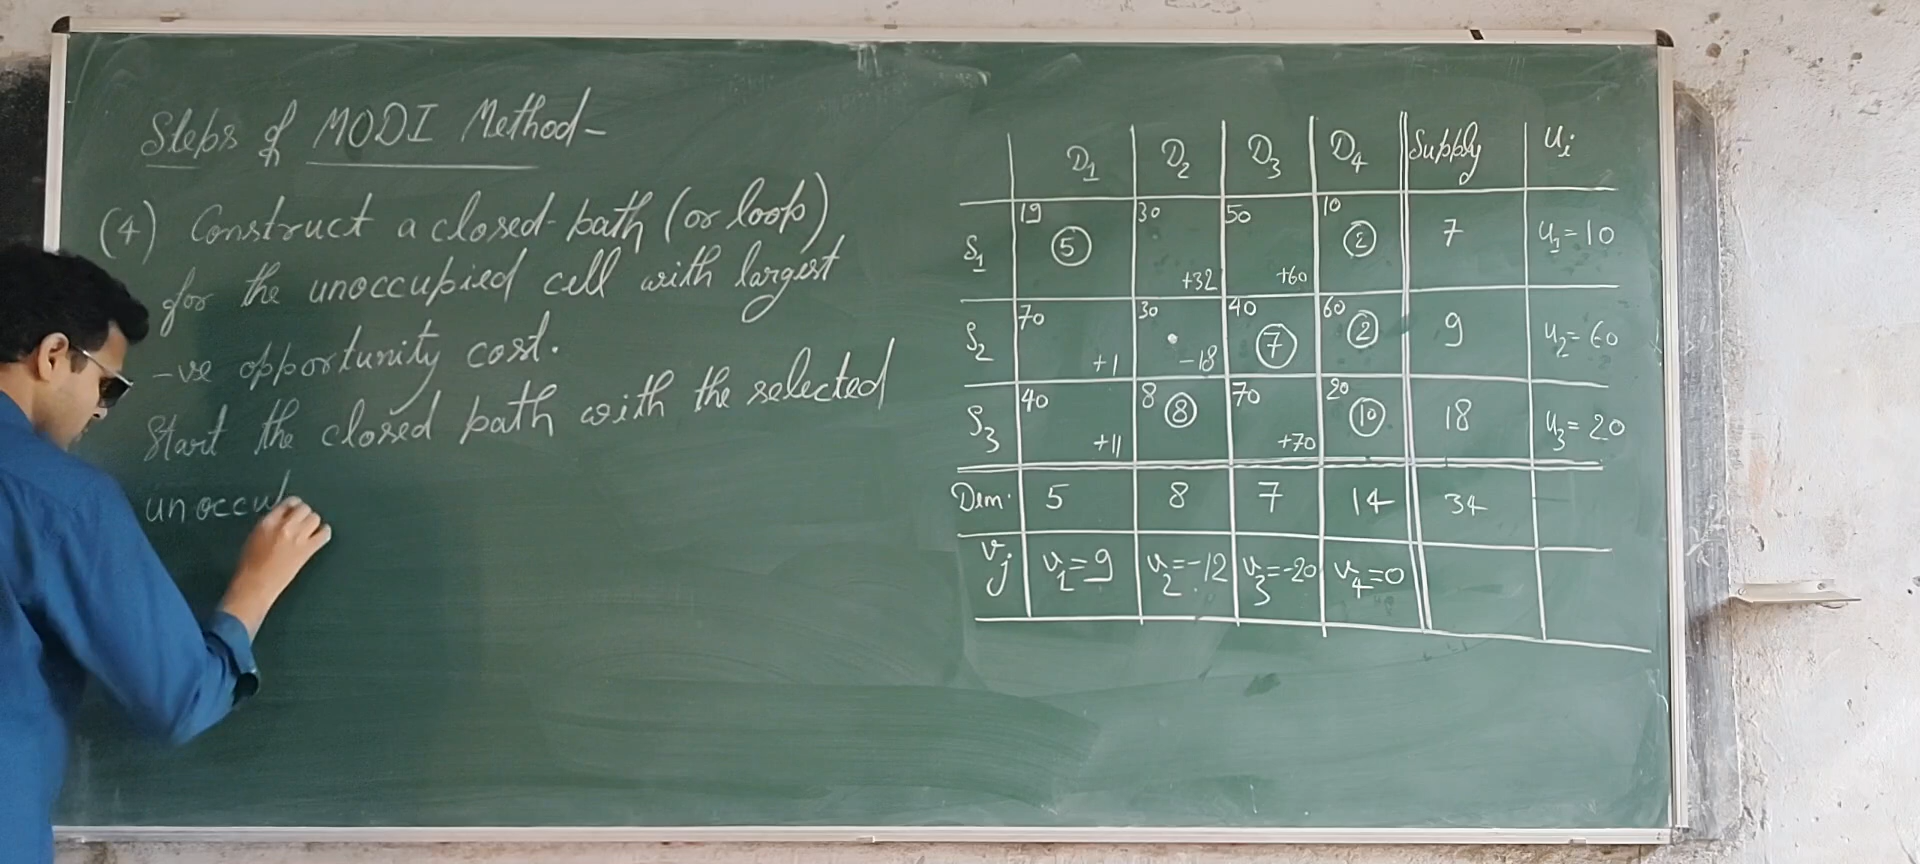 Steps of MODI Method-
(4) Construct a closed-path (or loop)
for the unoccupied cell with largest
-ve opportunity cost.
Start the closed path with the selected
unoccup
D1 D2 D3 D4 Supply ui
S1 19 5 30 +32 50 +60 10 2 7 u1=10
S2 70 +1 30 -18 40 7 60 2 9 u2=60
S3 40 +11 8 8 70 +70 20 10 18 u3=20
Dem. 5 8 7 14 34
vj v1=9 v2=-12 v3=-20 v4=0